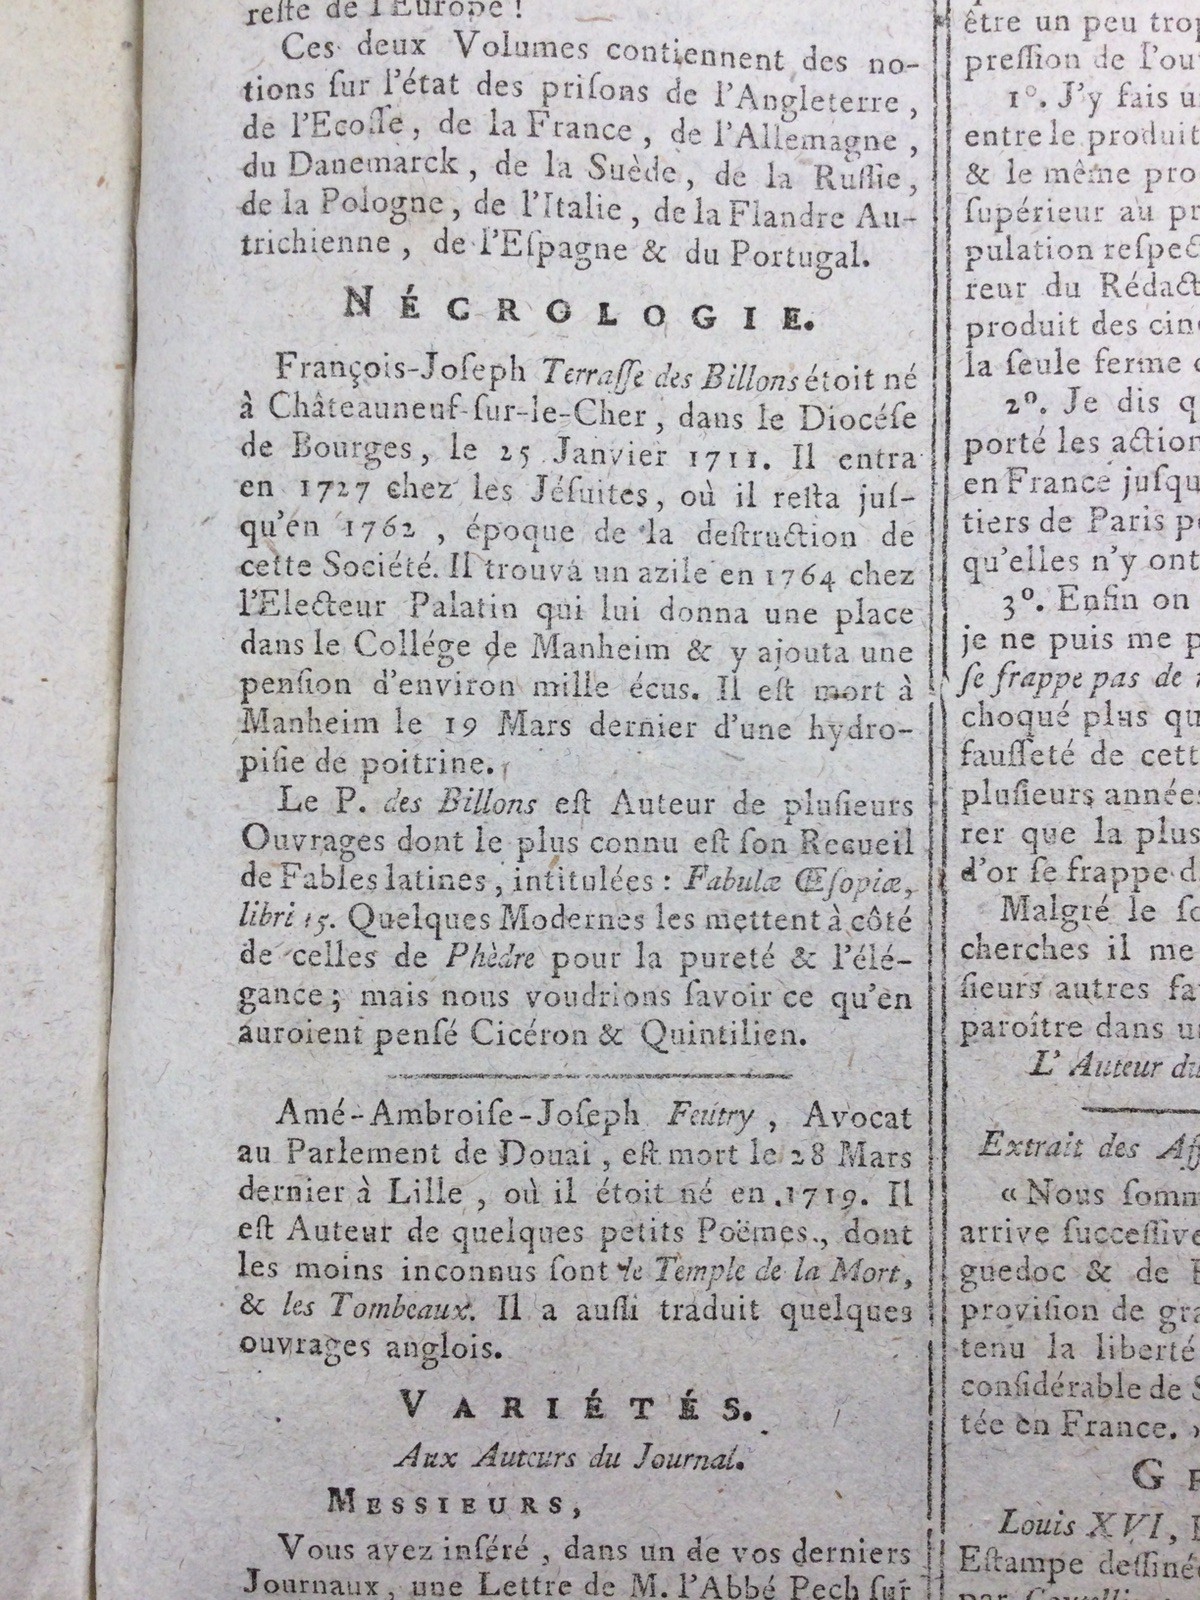 reſte de l'Europe !
Ces deux Volumes contiennent des no-
tions ſur l'état des priſons de l'Angleterre,
de l'Ecoſſe, de la France, de l'Allemagne,
du Danemarck, de la Suède, de la Ruſſie,
de la Pologne, de l'Italie, de la Flandre Au-
trichienne, de l'Eſpagne & du Portugal.
NÉCROLOGIE.
François-Joſeph Terraſſe des Billons étoit né
à Châteauneuf-ſur-le-Cher, dans le Diocéſe
de Bourges, le 25 Janvier 1711. Il entra
en 1727 chez les Jéſuites, où il reſta juſ-
qu'en 1762, époque de la deſtruction de
cette Société. Il trouva un azile en 1764 chez
l'Electeur Palatin qui lui donna une place
dans le Collége de Manheim & y ajouta une
penſion d'environ mille écus. Il eſt mort à
Manheim le 19 Mars dernier d'une hydro-
piſie de poitrine.
Le P. des Billons eſt Auteur de pluſieurs
Ouvrages dont le plus connu eſt ſon Recueil
de Fables latines, intitulées : Fabulæ Œſopiæ,
libri 15. Quelques Modernes les mettent à côté
de celles de Phèdre pour la pureté & l'élé-
gance; mais nous voudrions ſavoir ce qu'en
auroient penſé Cicéron & Quintilien.
Amé-Ambroiſe-Joſeph Feutry, Avocat
au Parlement de Douai, eſt mort le 28 Mars
dernier à Lille, où il étoit né en 1719. Il
eſt Auteur de quelques petits Poëmes, dont
les moins inconnus ſont le Temple de la Mort,
& les Tombeaux. Il a auſſi traduit quelques
ouvrages anglois.
VARIÉTÉS.
Aux Auteurs du Journal.
MESSIEURS,
Vous avez inſéré, dans un de vos derniers
Journaux, une Lettre de M. l'Abbé Pech ſur
être un peu trop
preſſion de l'ou
1°. J'y fais u
entre le produit
& le même pro
ſupérieur au pr
pulation reſpec
reur du Rédact
produit des cin
la ſeule ferme
2°. Je dis q
porté les action
en France juſqu
tiers de Paris p
qu'elles n'y ont
3°. Enfin on
je ne puis me p
ſe frappe pas de
choqué plus qu
fauſſeté de cett
pluſieurs années
rer que la plus
d'or ſe frappe d
Malgré le ſo
cherches il me
ſieurs autres fa
paroître dans u
L'Auteur du
Extrait des Aff
« Nous ſomm
arrive ſucceſſive
guedoc & de
proviſion de gra
tenu la liberté
conſidérable de S
tée en France. »
G
Louis XVI,
Eſtampe deſſinée
par